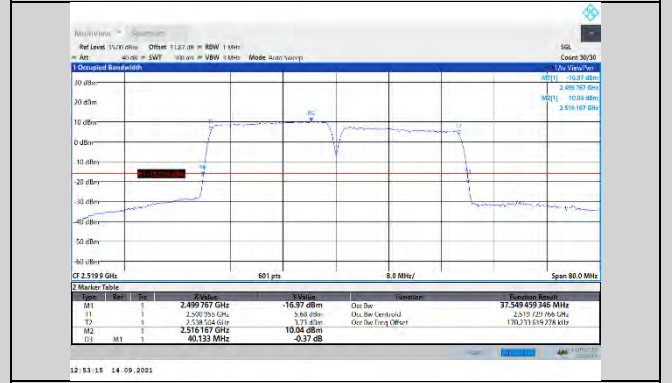 MultiView Spectrum
Ref Level 35.00 dBm Offset 11.87 dB RBW 1 MHz SGL
Att 40 dB SWT 100 ms VBW 3 MHz Mode Auto Sweep Count 30/30
1 Occupied Bandwidth
M1[1] -16.97 dBm
2.499 767 GHz
M2[1] 10.04 dBm
2.516 167 GHz
30 dBm
20 dBm
10 dBm
0 dBm
-10 dBm
-20 dBm
-30 dBm
-40 dBm
-50 dBm
-60 dBm
M2
CF 2.5199 GHz 601 pts 8.0 MHz/ Span 80.0 MHz
2 Marker Table
Type Ref Trc X-Value Y-Value Function Function Result
M1 1 2.499 767 GHz -16.97 dBm Occ Bw 37.549 459 346 MHz
T1 1 2.500 955 GHz 5.68 dBm Occ Bw Centroid 2.519 729 766 GHz
T2 1 2.538 504 GHz 3.73 dBm Occ Bw Freq Offset
M2 1 2.516 167 GHz 10.04 dBm
D3 M1 1 40.133 MHz -0.37 dB
12:53:15 14.09.2021